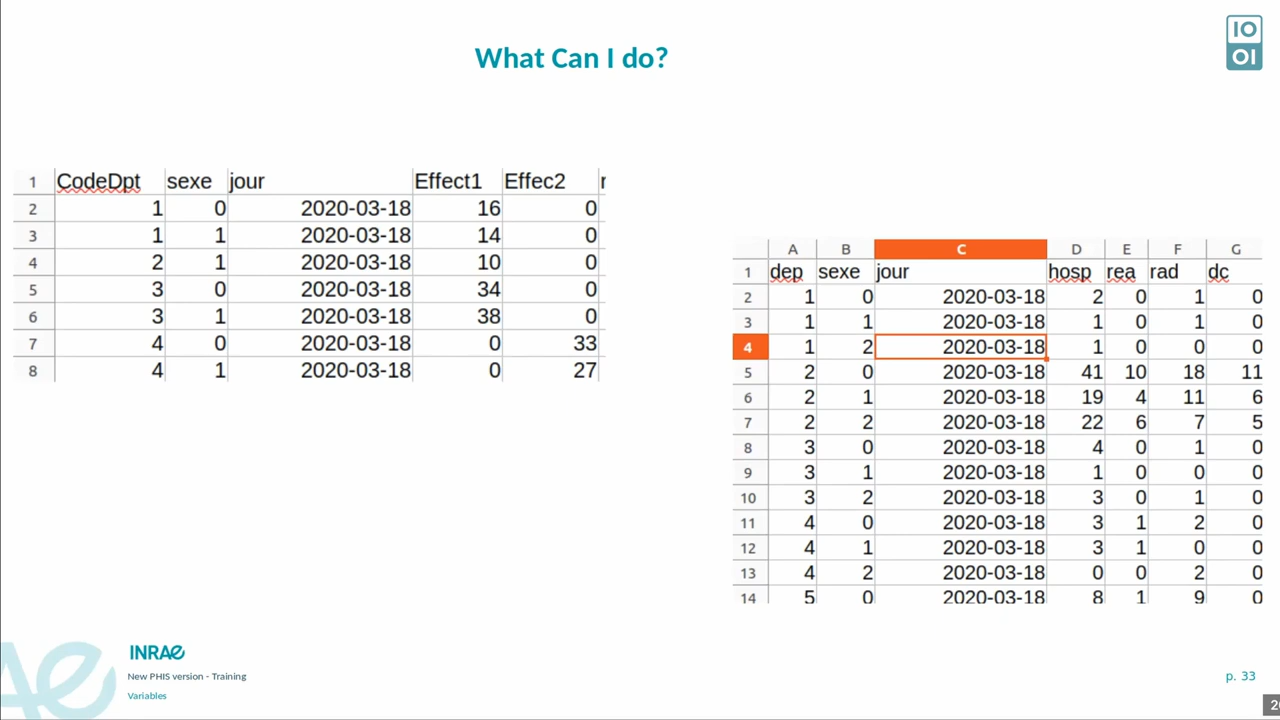 What Can I do?
IO
OI
1 CodeDpt sexe jour Effect1 Effec2
2 1 0 2020-03-18 16 0
3 1 1 2020-03-18 14 0
4 2 1 2020-03-18 10 0
5 3 0 2020-03-18 34 0
6 3 1 2020-03-18 38 0
7 4 0 2020-03-18 0 33
8 4 1 2020-03-18 0 27
A B C D E F G
1 dep sexe jour hosp rea rad dc
2 1 0 2020-03-18 2 0 1 0
3 1 1 2020-03-18 1 0 1 0
4 1 2 2020-03-18 1 0 0 0
5 2 0 2020-03-18 41 10 18 11
6 2 1 2020-03-18 19 4 11 6
7 2 2 2020-03-18 22 6 7 5
8 3 0 2020-03-18 4 0 1 0
9 3 1 2020-03-18 1 0 0 0
10 3 2 2020-03-18 3 0 1 0
11 4 0 2020-03-18 3 1 2 0
12 4 1 2020-03-18 3 1 0 0
13 4 2 2020-03-18 0 0 2 0
14 5 0 2020-03-18 8 1 9 0
INRAE
New PHIS version - Training
Variables
p. 33